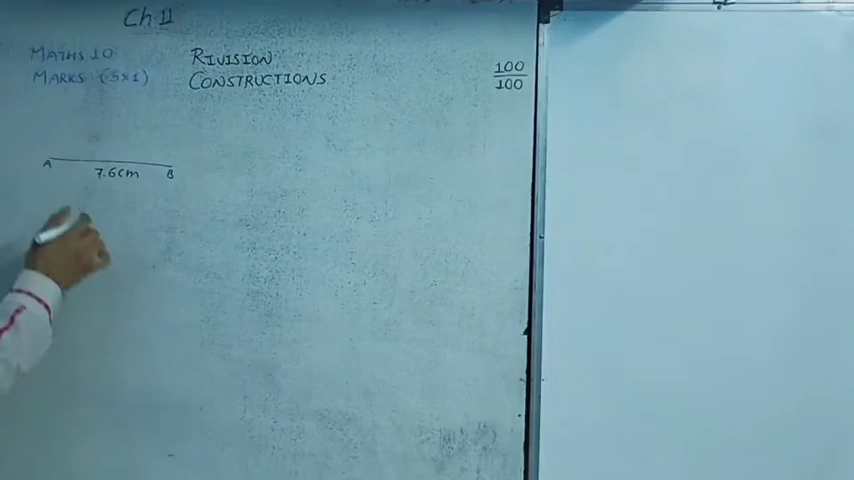 Ch-11
MATHS 10
MARKS (5x1)
RIVISION
CONSTRUCTIONS
100
100
A B
7.6cm